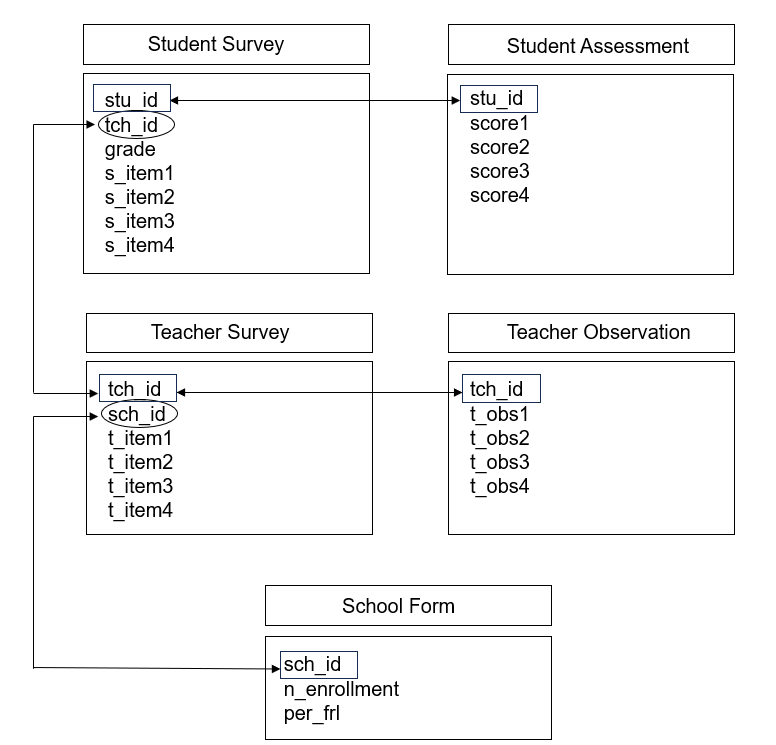 Student Survey
stu_id
tch_id
grade
s_item1
s_item2
s_item3
s_item4
Student Assessment
stu_id
score1
score2
score3
score4
Teacher Survey
tch_id
sch_id
t_item1
t_item2
t_item3
t_item4
Teacher Observation
tch_id
t_obs1
t_obs2
t_obs3
t_obs4
School Form
sch_id
n_enrollment
per_frl